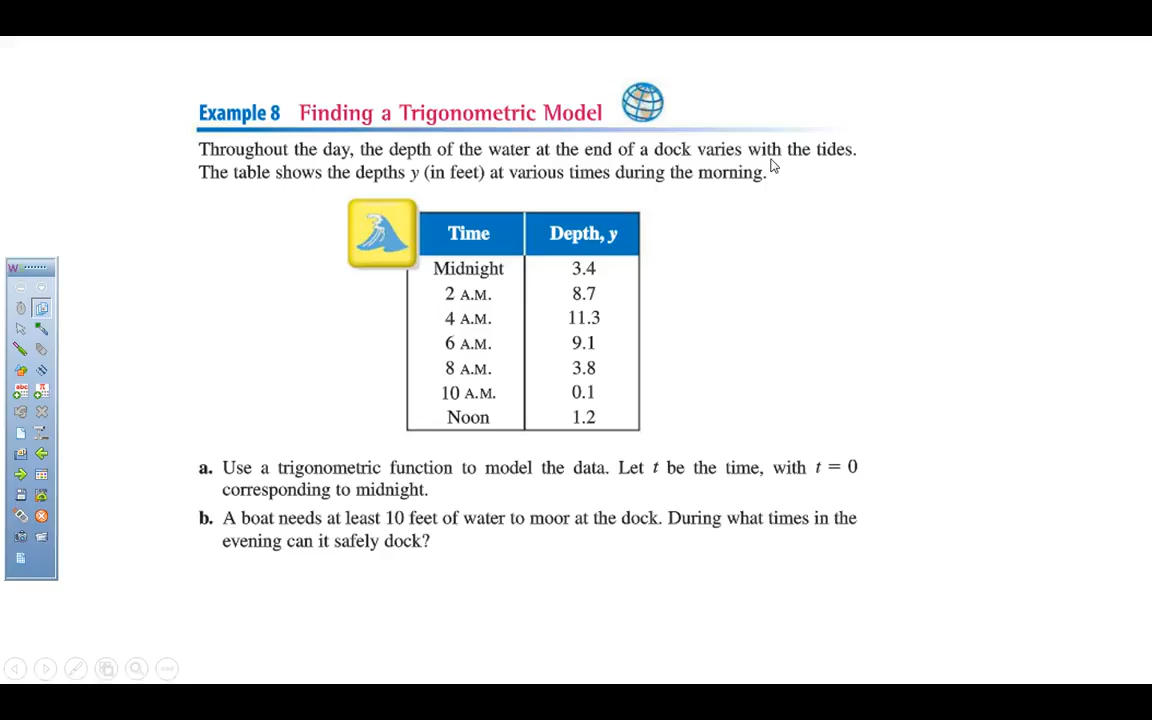 Example 8 Finding a Trigonometric Model
Throughout the day, the depth of the water at the end of a dock varies with the tides.
The table shows the depths y (in feet) at various times during the morning.
Time Depth, y
Midnight 3.4
2 A.M. 8.7
4 A.M. 11.3
6 A.M. 9.1
8 A.M. 3.8
10 A.M. 0.1
Noon 1.2
a. Use a trigonometric function to model the data. Let t be the time, with t = 0
corresponding to midnight.
b. A boat needs at least 10 feet of water to moor at the dock. During what times in the
evening can it safely dock?
W
abc π